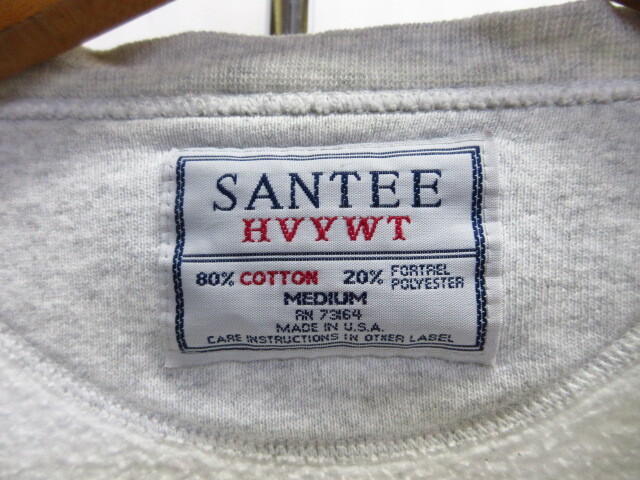 SANTEE
HVYWT
80% COTTON 20% FORTREL POLYESTER
MEDIUM
RN 73164
MADE IN U.S.A.
CARE INSTRUCTIONS IN OTHER LABEL